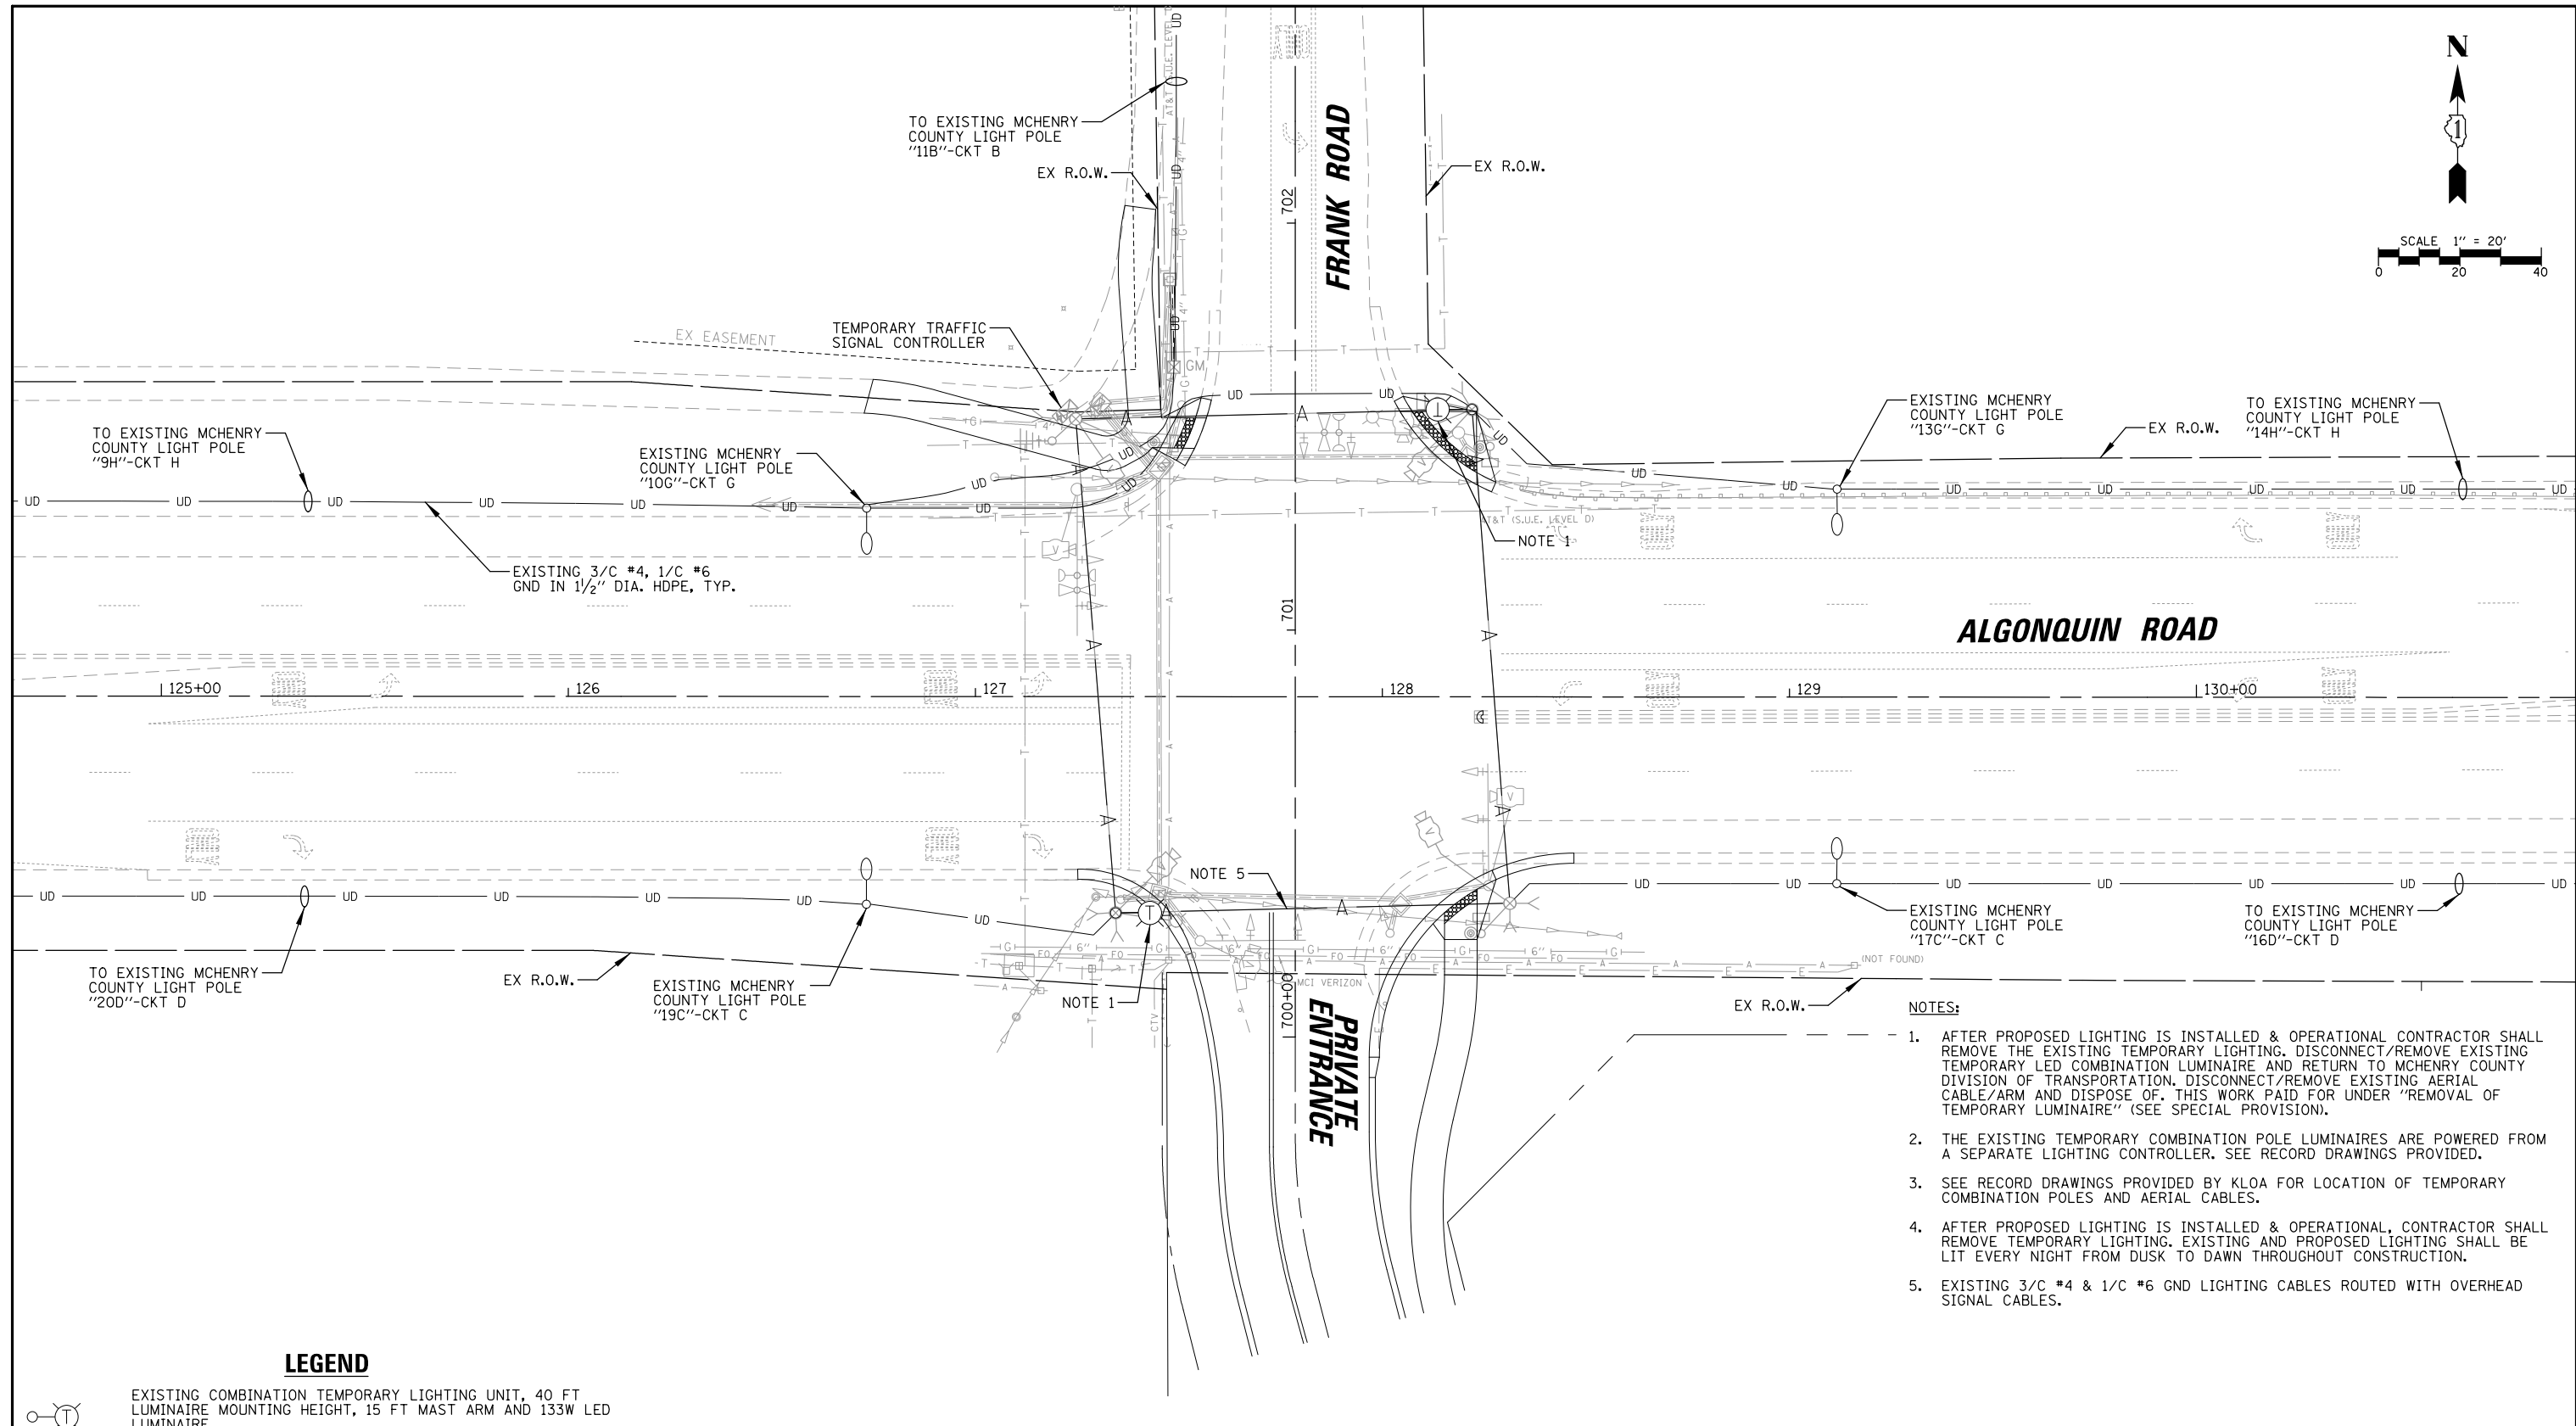 N
1
SCALE 1" = 20'
0 20 40
TO EXISTING MCHENRY
COUNTY LIGHT POLE
"11B"-CKT B
EX R.O.W.
EX R.O.W.
702
FRANK ROAD
TEMPORARY TRAFFIC
SIGNAL CONTROLLER
EX EASEMENT
GM
TO EXISTING MCHENRY
COUNTY LIGHT POLE
"9H"-CKT H
EXISTING MCHENRY
COUNTY LIGHT POLE
"10G"-CKT G
EXISTING MCHENRY
COUNTY LIGHT POLE
"13G"-CKT G
EX R.O.W.
TO EXISTING MCHENRY
COUNTY LIGHT POLE
"14H"-CKT H
AT&T (S.U.E. LEVEL D)
NOTE 1
EXISTING 3/C #4, 1/C #6
GND IN 1½" DIA. HDPE, TYP.
701
ALGONQUIN ROAD
125+00 126 127 128 129 130+00
NOTE 5
TO EXISTING MCHENRY
COUNTY LIGHT POLE
"20D"-CKT D
EX R.O.W.
EXISTING MCHENRY
COUNTY LIGHT POLE
"19C"-CKT C
NOTE 1
MCI VERIZON
(NOT FOUND)
EXISTING MCHENRY
COUNTY LIGHT POLE
"17C"-CKT C
TO EXISTING MCHENRY
COUNTY LIGHT POLE
"16D"-CKT D
EX R.O.W.
700+00
PRIVATE
ENTRANCE
NOTES:
1. AFTER PROPOSED LIGHTING IS INSTALLED & OPERATIONAL CONTRACTOR SHALL
REMOVE THE EXISTING TEMPORARY LIGHTING. DISCONNECT/REMOVE EXISTING
TEMPORARY LED COMBINATION LUMINAIRE AND RETURN TO MCHENRY COUNTY
DIVISION OF TRANSPORTATION. DISCONNECT/REMOVE EXISTING AERIAL
CABLE/ARM AND DISPOSE OF. THIS WORK PAID FOR UNDER "REMOVAL OF
TEMPORARY LUMINAIRE" (SEE SPECIAL PROVISION).
2. THE EXISTING TEMPORARY COMBINATION POLE LUMINAIRES ARE POWERED FROM
A SEPARATE LIGHTING CONTROLLER. SEE RECORD DRAWINGS PROVIDED.
3. SEE RECORD DRAWINGS PROVIDED BY KLOA FOR LOCATION OF TEMPORARY
COMBINATION POLES AND AERIAL CABLES.
4. AFTER PROPOSED LIGHTING IS INSTALLED & OPERATIONAL, CONTRACTOR SHALL
REMOVE TEMPORARY LIGHTING. EXISTING AND PROPOSED LIGHTING SHALL BE
LIT EVERY NIGHT FROM DUSK TO DAWN THROUGHOUT CONSTRUCTION.
5. EXISTING 3/C #4 & 1/C #6 GND LIGHTING CABLES ROUTED WITH OVERHEAD
SIGNAL CABLES.
LEGEND
EXISTING COMBINATION TEMPORARY LIGHTING UNIT, 40 FT
LUMINAIRE MOUNTING HEIGHT, 15 FT MAST ARM AND 133W LED
LUMINAIRE